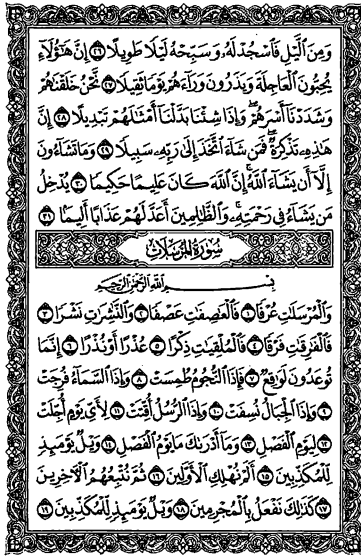 وَمِنَ ٱلَّيۡلِ فَٱسۡجُدۡ لَهُۥ وَسَبِّحۡهُ لَيۡلٗا طَوِيلًا ٢٦ إِنَّ هَٰٓؤُلَآءِ
يُحِبُّونَ ٱلۡعَاجِلَةَ وَيَذَرُونَ وَرَآءَهُمۡ يَوۡمٗا ثَقِيلٗا ٢٧ نَّحۡنُ خَلَقۡنَٰهُمۡ
وَشَدَدۡنَآ أَسۡرَهُمۡۖ وَإِذَا شِئۡنَا بَدَّلۡنَآ أَمۡثَٰلَهُمۡ تَبۡدِيلًا ٢٨ إِنَّ
هَٰذِهِۦ تَذۡكِرَةٞۖ فَمَن شَآءَ ٱتَّخَذَ إِلَىٰ رَبِّهِۦ سَبِيلٗا ٢٩ وَمَا تَشَآءُونَ
إِلَّآ أَن يَشَآءَ ٱللَّهُۚ إِنَّ ٱللَّهَ كَانَ عَلِيمًا حَكِيمٗا ٣٠ يُدۡخِلُ
مَن يَشَآءُ فِي رَحۡمَتِهِۦۚ وَٱلظَّٰلِمِينَ أَعَدَّ لَهُمۡ عَذَابًا أَلِيمَۢا ٣١
سُورَةُ المُرۡسَلَات
بِسۡمِ ٱللَّهِ ٱلرَّحۡمَٰنِ ٱلرَّحِيمِ
وَٱلۡمُرۡسَلَٰتِ عُرۡفٗا ١ فَٱلۡعَٰصِفَٰتِ عَصۡفٗا ٢ وَٱلنَّٰشِرَٰتِ نَشۡرٗا ٣
فَٱلۡفَٰرِقَٰتِ فَرۡقٗا ٤ فَٱلۡمُلۡقِيَٰتِ ذِكۡرًا ٥ عُذۡرًا أَوۡ نُذۡرًا ٦ إِنَّمَا
تُوعَدُونَ لَوَٰقِعٞ ٧ فَإِذَا ٱلنُّجُومُ طُمِسَتۡ ٨ وَإِذَا ٱلسَّمَآءُ فُرِجَتۡ
٩ وَإِذَا ٱلۡجِبَالُ نُسِفَتۡ ١٠ وَإِذَا ٱلرُّسُلُ أُقِّتَتۡ ١١ لِأَيِّ يَوۡمٍ أُجِّلَتۡ
١٢ لِيَوۡمِ ٱلۡفَصۡلِ ١٣ وَمَآ أَدۡرَىٰكَ مَا يَوۡمُ ٱلۡفَصۡلِ ١٤ وَيۡلٞ يَوۡمَئِذٖ
لِّلۡمُكَذِّبِينَ ١٥ أَلَمۡ نُهۡلِكِ ٱلۡأَوَّلِينَ ١٦ ثُمَّ نُتۡبِعُهُمُ ٱلۡأٓخِرِينَ
١٧ كَذَٰلِكَ نَفۡعَلُ بِٱلۡمُجۡرِمِينَ ١٨ وَيۡلٞ يَوۡمَئِذٖ لِّلۡمُكَذِّبِينَ ١٩